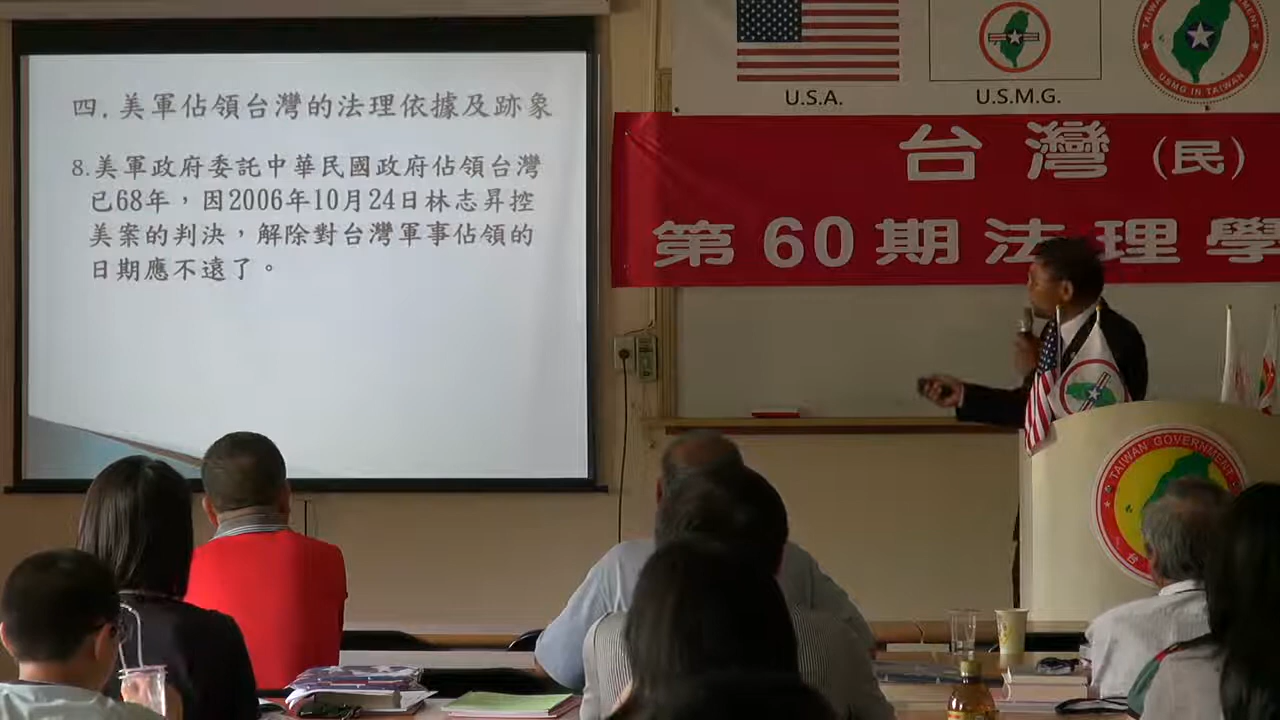 四．美軍佔領台灣的法理依據及跡象
8.美軍政府委託中華民國政府佔領台灣
已68年，因2006年10月24日林志昇控
美案的判決，解除對台灣軍事佔領的
日期應不遠了。
U.S.A.
U.S.M.G.
USMG IN TAIWAN
台灣（民）
第60期法理學
TAIWAN GOVERNMENT